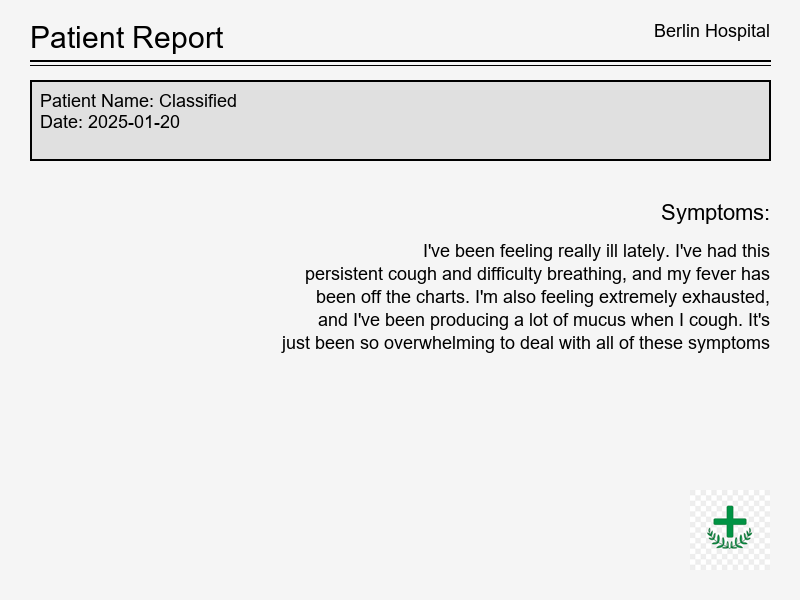 Patient Report
Berlin Hospital
Patient Name: Classified
Date: 2025-01-20
Symptoms:
I've been feeling really ill lately. I've had this
persistent cough and difficulty breathing, and my fever has
been off the charts. I'm also feeling extremely exhausted,
and I've been producing a lot of mucus when I cough. It's
just been so overwhelming to deal with all of these symptoms